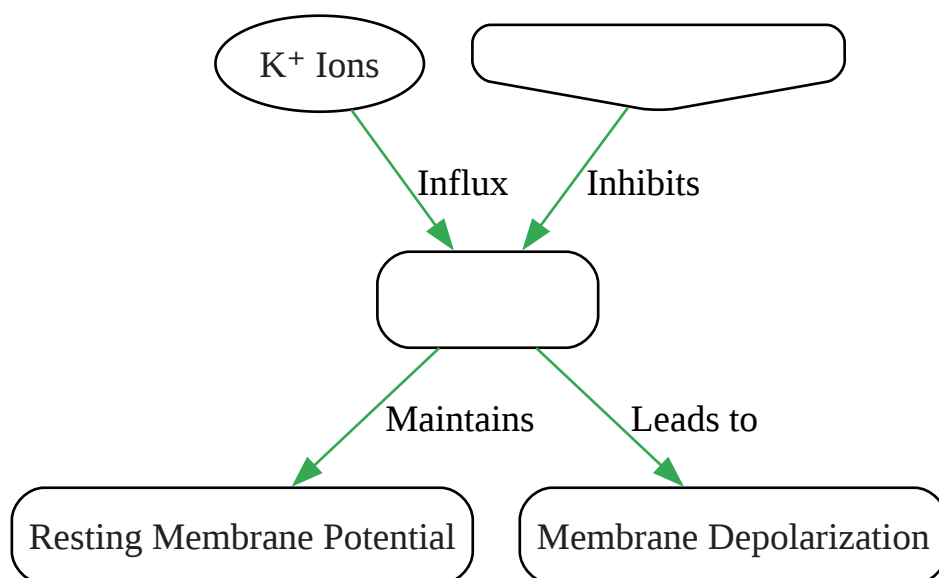 K⁺ Ions
Influx
Inhibits
Maintains
Leads to
Resting Membrane Potential
Membrane Depolarization